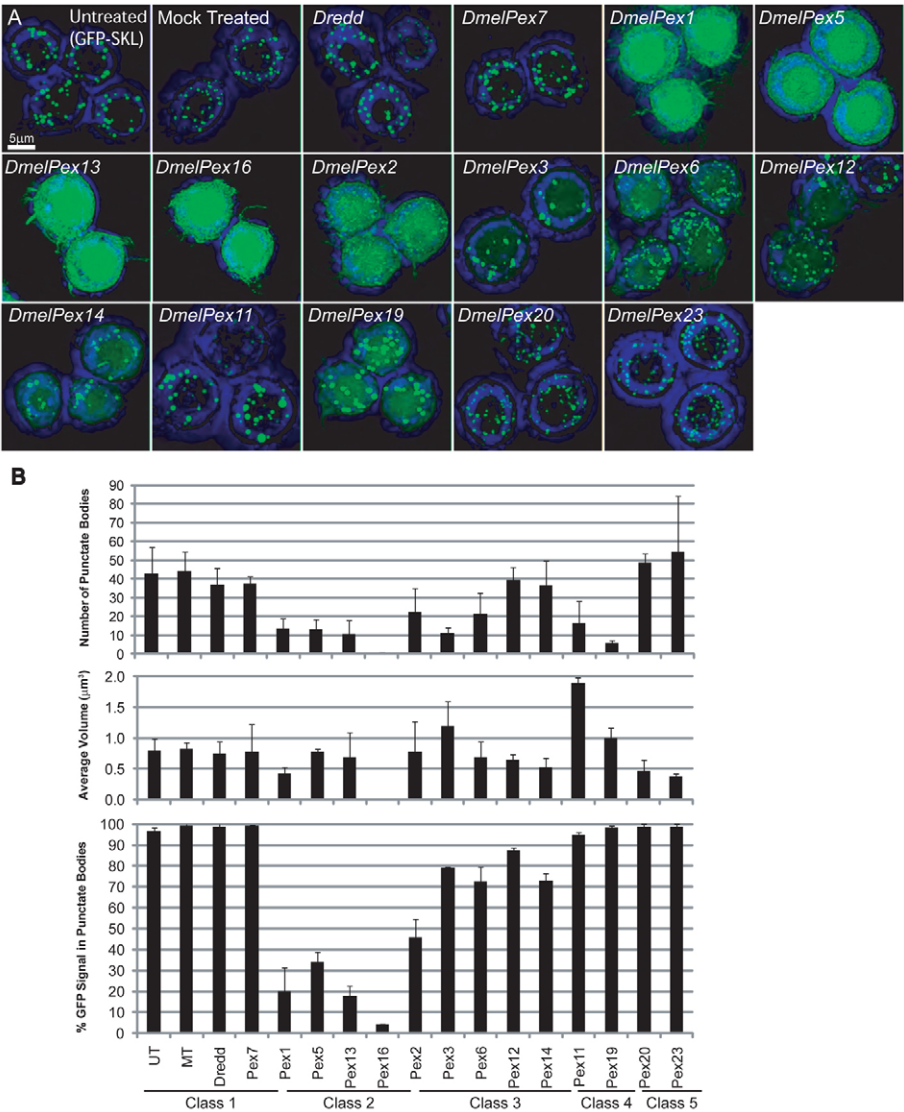 A
Untreated
(GFP-SKL)
Mock Treated
Dredd
DmelPex7
DmelPex1
DmelPex5
5µm
DmelPex13
DmelPex16
DmelPex2
DmelPex3
DmelPex6
DmelPex12
DmelPex14
DmelPex11
DmelPex19
DmelPex20
DmelPex23
B
Number of Punctate Bodies
90
80
70
60
50
40
30
20
10
0
Average Volume (µm³)
2.0
1.5
1.0
0.5
0.0
% GFP Signal in Punctate Bodies
100
90
80
70
60
50
40
30
20
10
0
UT
MT
Dredd
Pex7
Pex1
Pex5
Pex13
Pex16
Pex2
Pex3
Pex6
Pex12
Pex14
Pex11
Pex19
Pex20
Pex23
Class 1
Class 2
Class 3
Class 4
Class 5